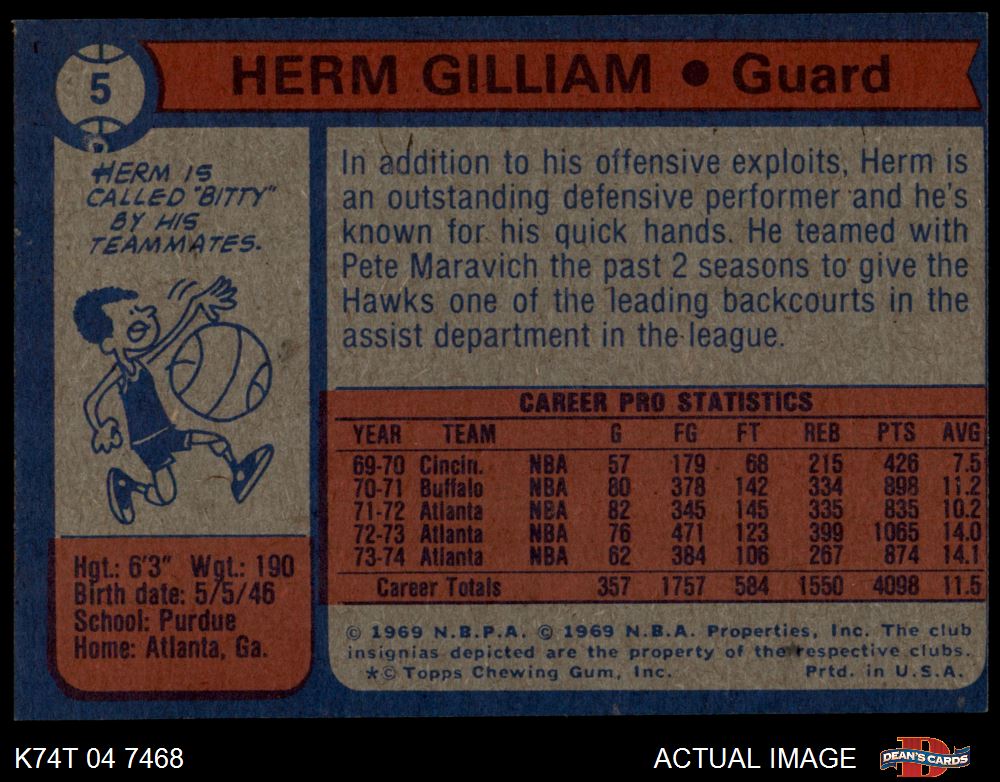 5
HERM GILLIAM • Guard
HERM IS
CALLED "BITTY"
BY HIS
TEAMMATES.
In addition to his offensive exploits, Herm is
an outstanding defensive performer and he's
known for his quick hands. He teamed with
Pete Maravich the past 2 seasons to give the
Hawks one of the leading backcourts in the
assist department in the league.
CAREER PRO STATISTICS
YEAR TEAM G FG FT REB PTS AVG
69-70 Cincin. NBA 57 179 68 215 426 7.5
70-71 Buffalo NBA 80 378 142 334 898 11.2
71-72 Atlanta NBA 82 345 145 335 835 10.2
72-73 Atlanta NBA 76 471 123 399 1065 14.0
73-74 Atlanta NBA 62 384 106 267 874 14.1
Career Totals 357 1757 584 1550 4098 11.5
Hgt.: 6'3" Wgt.: 190
Birth date: 5/5/46
School: Purdue
Home: Atlanta, Ga.
© 1969 N.B.P.A. © 1969 N.B.A. Properties, Inc. The club
insignias depicted are the property of the respective clubs.
*© Topps Chewing Gum, Inc. Prtd. in U.S.A.
K74T 04 7468
ACTUAL IMAGE
D
DEAN'S CARDS